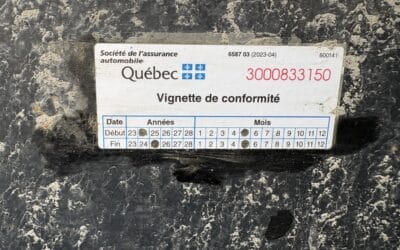 Société de l'assurance
automobile
6587 03 (2023-04)
600141
Québec
3000833150
Vignette de conformité
Date Années Mois
Début 23 25 26 27 28 1 2 3 4 6 7 8 9 10 11 12
Fin 23 24 26 27 28 1 2 3 4 6 7 8 9 10 11 12